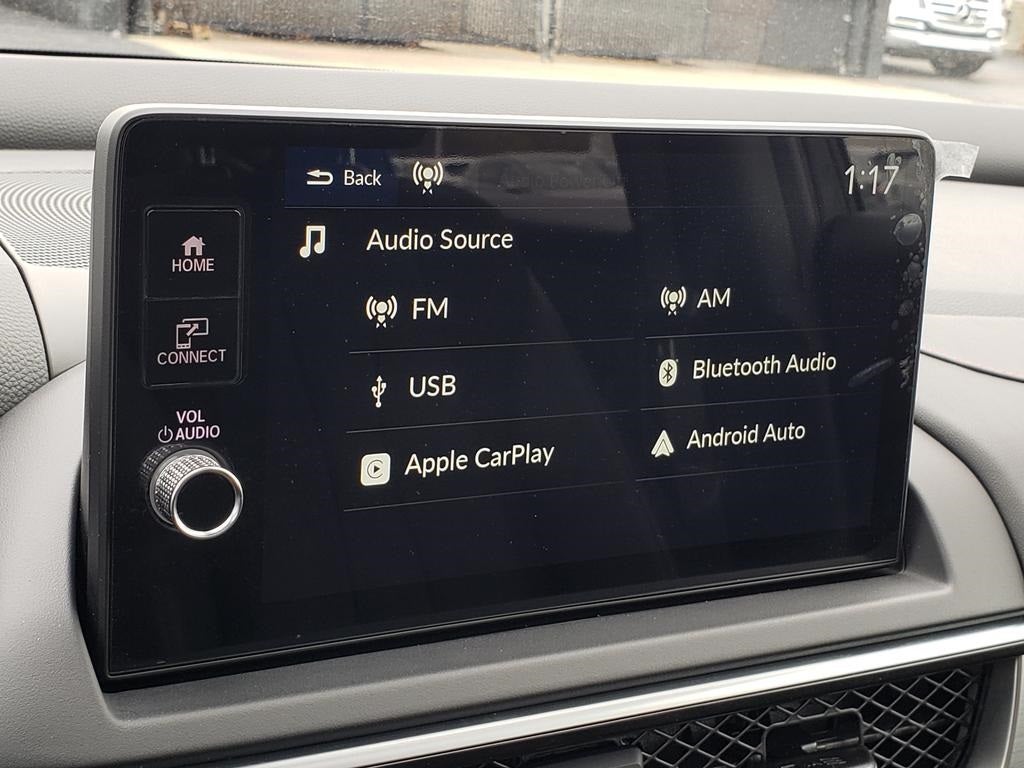 Back
1:17
Audio Source
HOME
CONNECT
VOL
AUDIO
FM
AM
USB
Bluetooth Audio
Apple CarPlay
Android Auto